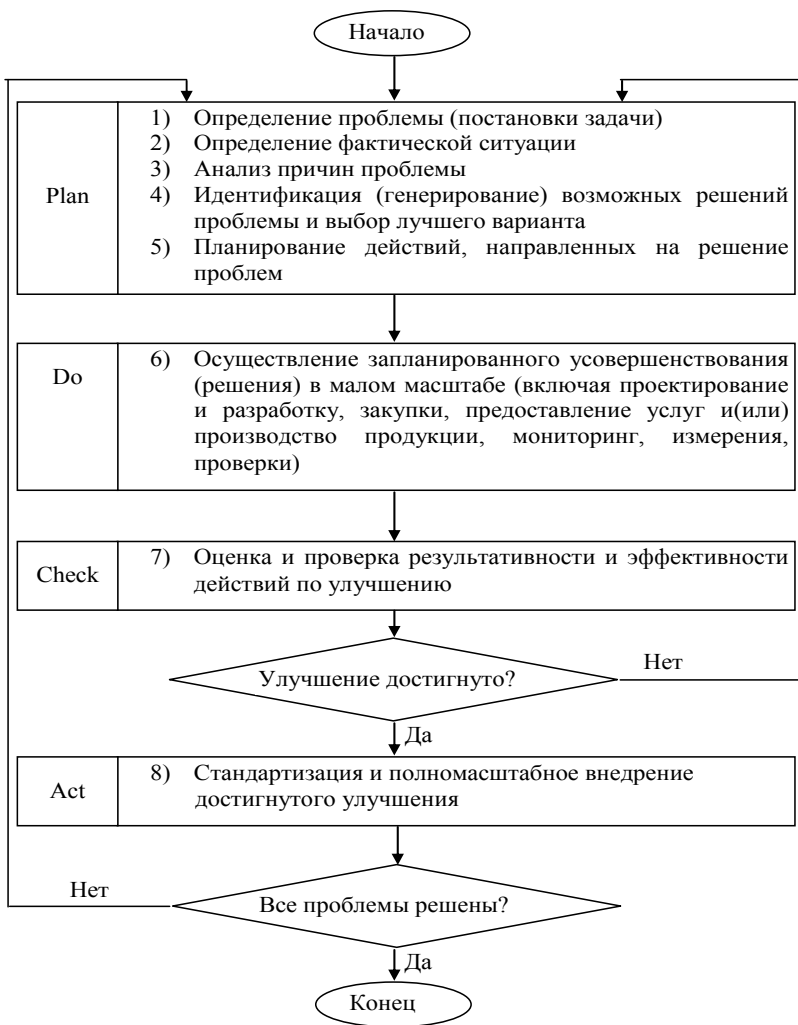 Начало
Plan
1) Определение проблемы (постановки задачи)
2) Определение фактической ситуации
3) Анализ причин проблемы
4) Идентификация (генерирование) возможных решений
проблемы и выбор лучшего варианта
5) Планирование действий, направленных на решение
проблем
Do
6) Осуществление запланированного усовершенствования
(решения) в малом масштабе (включая проектирование
и разработку, закупки, предоставление услуг и(или)
производство продукции, мониторинг, измерения,
проверки)
Check
7) Оценка и проверка результативности и эффективности
действий по улучшению
Улучшение достигнуто?
Нет
Да
Act
8) Стандартизация и полномасштабное внедрение
достигнутого улучшения
Нет
Все проблемы решены?
Да
Конец